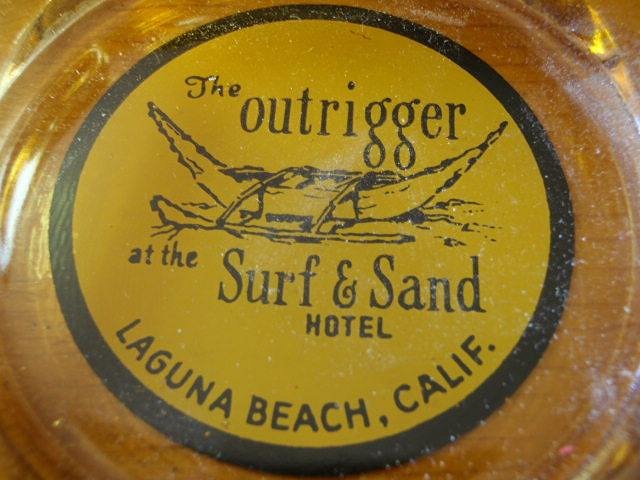 The outrigger
at the Surf & Sand
HOTEL
LAGUNA BEACH, CALIF.